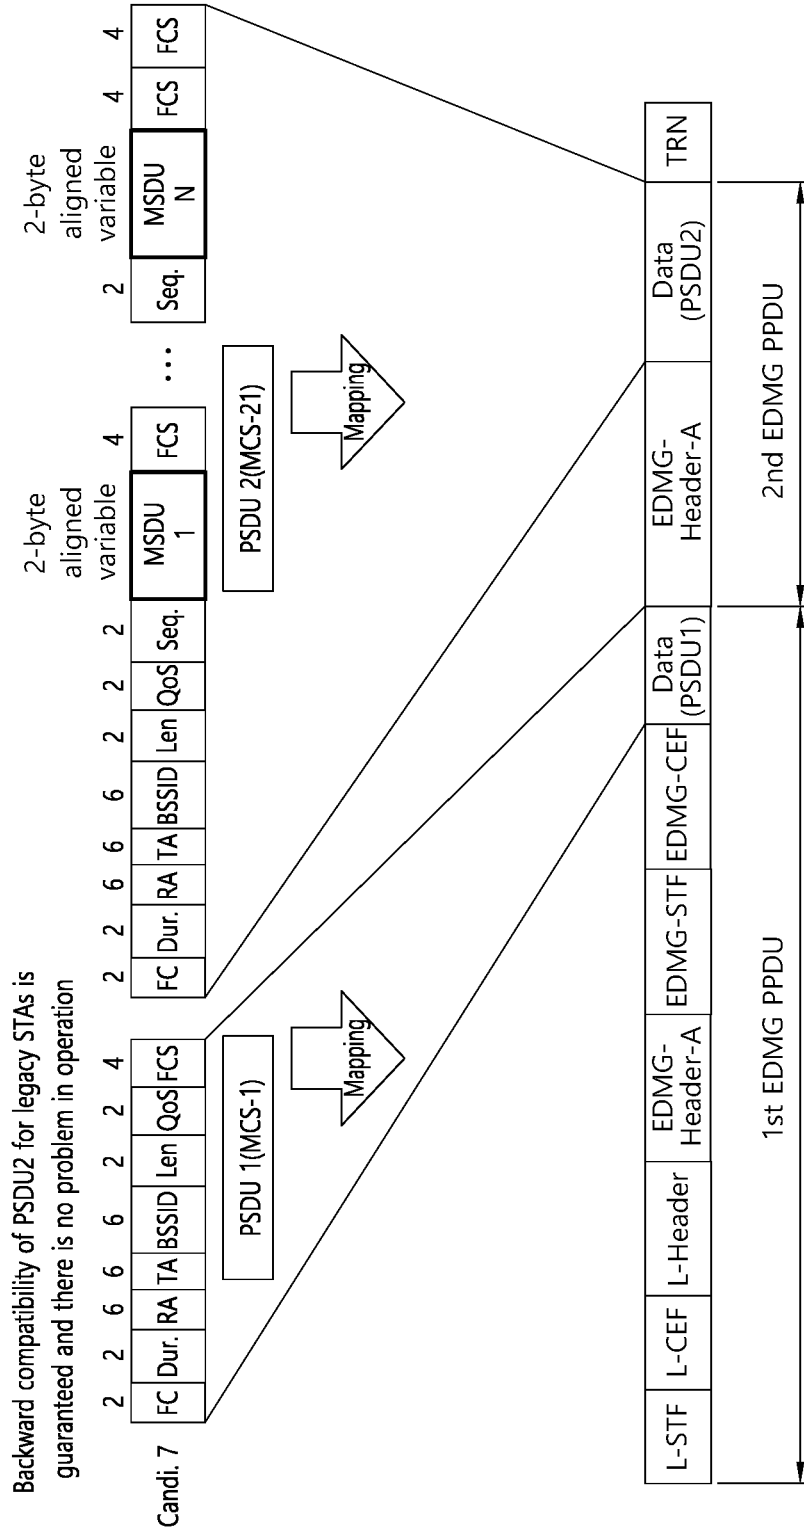 Backward compatibility of PSDU2 for legacy STAs is
guaranteed and there is no problem in operation
2-byte
aligned
variable
2-byte
aligned
variable
2 2 6 6 6 2 2 4 2 2 6 6 6 2 2 2 4 2 4 4
Candi. 7 FC Dur. RA TA BSSID Len QoS FCS FC Dur. RA TA BSSID Len QoS Seq. MSDU 1 FCS ... Seq. MSDU N FCS FCS
PSDU 1(MCS-1) PSDU 2(MCS-21)
Mapping Mapping
L-STF L-CEF L-Header EDMG-Header-A EDMG-STF EDMG-CEF Data (PSDU1) EDMG-Header-A Data (PSDU2) TRN
1st EDMG PPDU 2nd EDMG PPDU